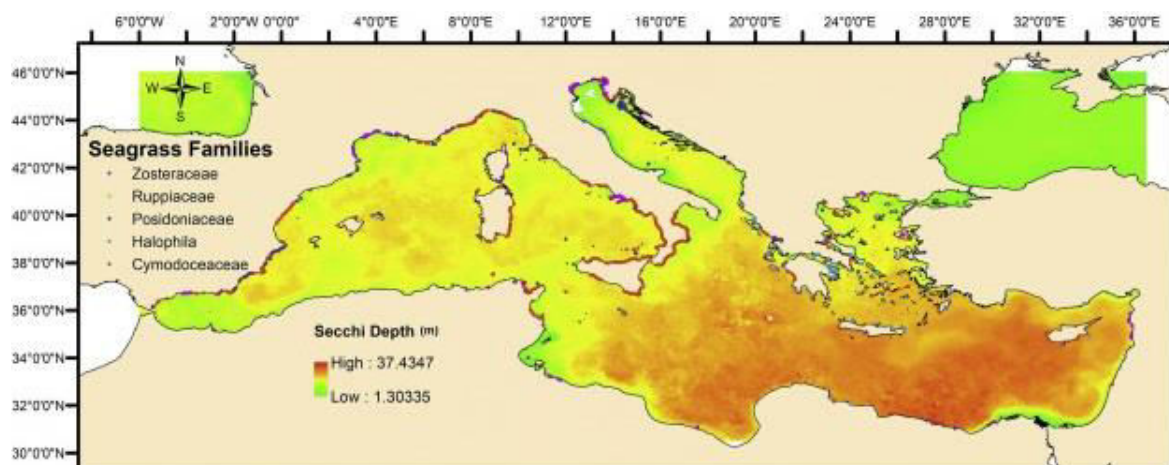 6°0'0"W 2°0'0"W 0°0'0" 4°0'0"E 8°0'0"E 12°0'0"E 16°0'0"E 20°0'0"E 24°0'0"E 28°0'0"E 32°0'0"E 36°0'0"E
46°0'0"N
44°0'0"N
42°0'0"N
40°0'0"N
38°0'0"N
36°0'0"N
34°0'0"N
32°0'0"N
30°0'0"N
N
W E
S
Seagrass Families
Zosteraceae
Ruppiaceae
Posidoniaceae
Halophila
Cymodoceaceae
Secchi Depth (m)
High : 37.4347
Low : 1.30335